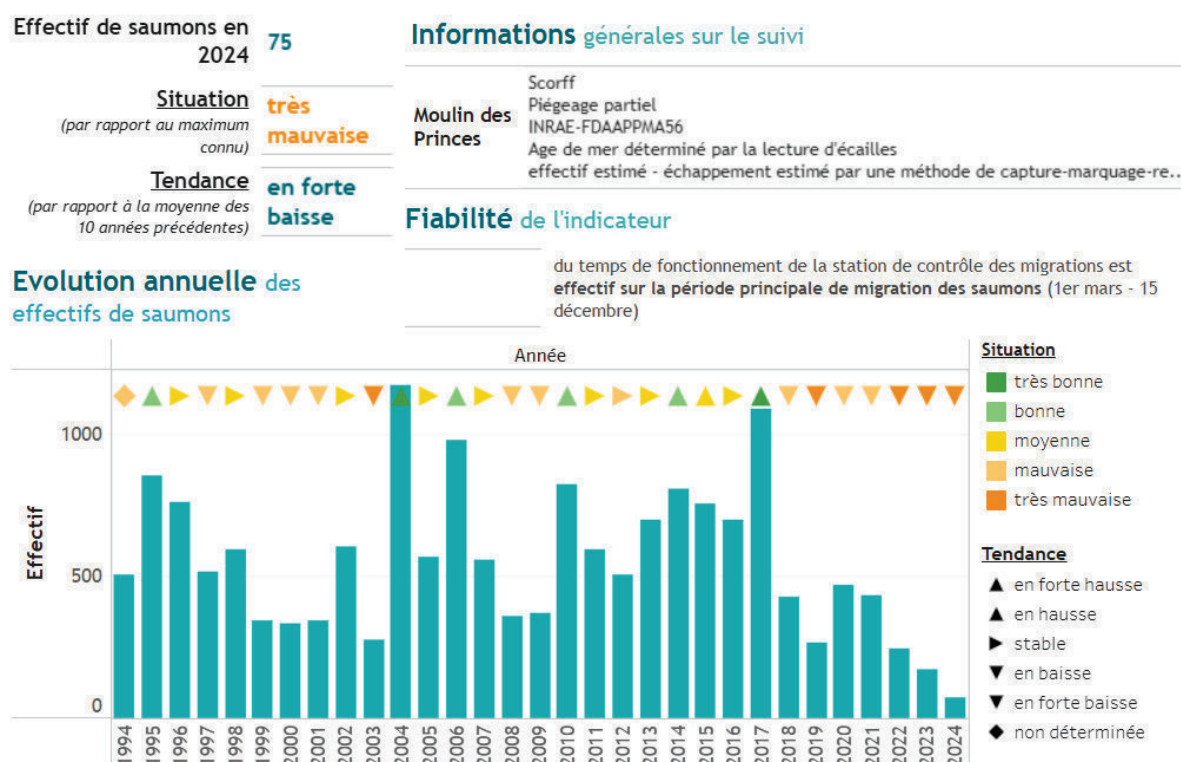 Effectif de saumons en
2024
75
Situation
(par rapport au maximum
connu)
très
mauvaise
Tendance
(par rapport à la moyenne des
10 années précédentes)
en forte
baisse
Informations générales sur le suivi
Moulin des
Princes
Scorff
Piégeage partiel
INRAE-FDAAPPMA56
Age de mer déterminé par la lecture d'écailles
effectif estimé - échappement estimé par une méthode de capture-marquage-re..
Fiabilité de l'indicateur
du temps de fonctionnement de la station de contrôle des migrations est
effectif sur la période principale de migration des saumons (1er mars - 15
décembre)
Evolution annuelle des
effectifs de saumons
Année
Effectif
1000
500
0
1994
1995
1996
1997
1998
1999
2000
2001
2002
2003
2004
2005
2006
2007
2008
2009
2010
2011
2012
2013
2014
2015
2016
2017
2018
2019
2020
2021
2022
2023
2024
Situation
très bonne
bonne
moyenne
mauvaise
très mauvaise
Tendance
en forte hausse
en hausse
stable
en baisse
en forte baisse
non déterminée